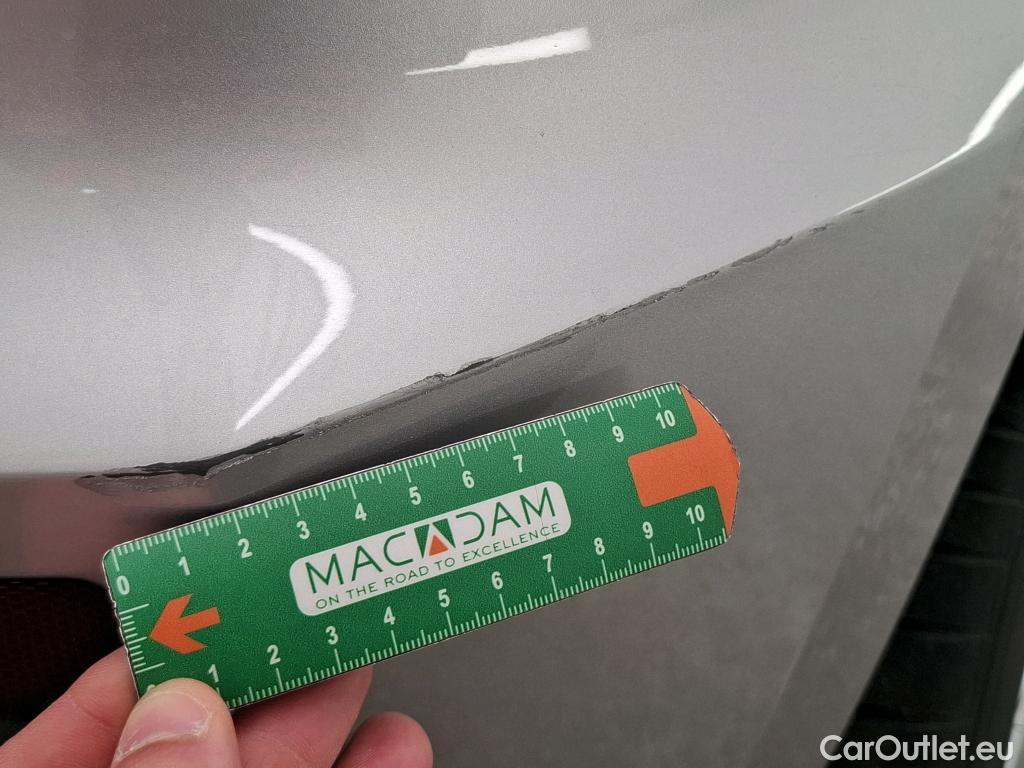 0 1 2 3 4 5 6 7 8 9 10
MACADAM
ON THE ROAD TO EXCELLENCE
1 2 3 4 5 6 7 8 9 10
CarOutlet.eu